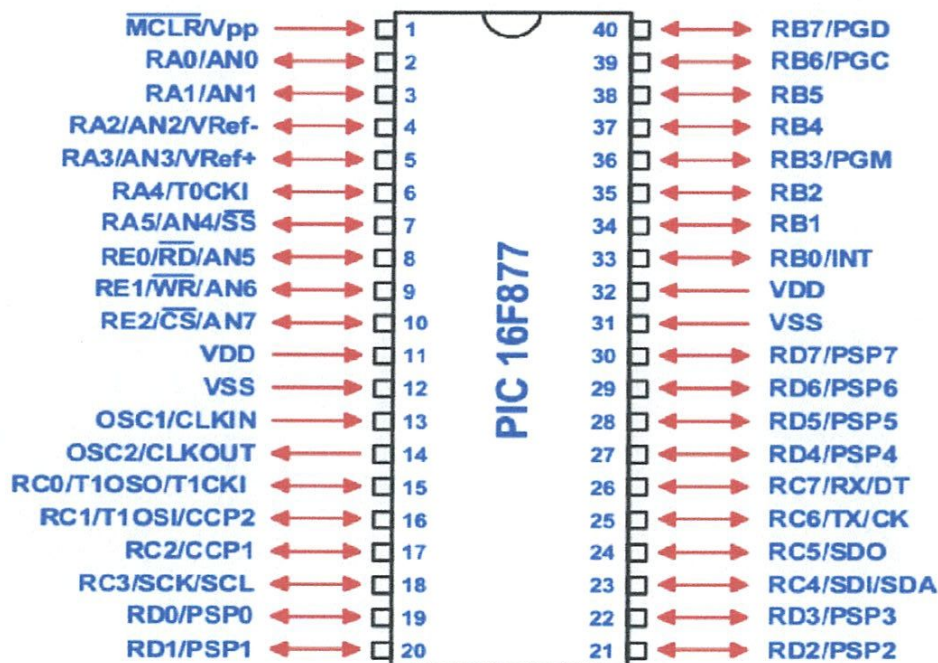 MCLR/Vpp 1 40 RB7/PGD
RA0/AN0 2 39 RB6/PGC
RA1/AN1 3 38 RB5
RA2/AN2/VRef- 4 37 RB4
RA3/AN3/VRef+ 5 36 RB3/PGM
RA4/T0CKI 6 35 RB2
RA5/AN4/SS 7 34 RB1
RE0/RD/AN5 8 33 RB0/INT
RE1/WR/AN6 9 32 VDD
RE2/CS/AN7 10 31 VSS
VDD 11 30 RD7/PSP7
VSS 12 29 RD6/PSP6
OSC1/CLKIN 13 28 RD5/PSP5
OSC2/CLKOUT 14 27 RD4/PSP4
RC0/T1OSO/T1CKI 15 26 RC7/RX/DT
RC1/T1OSI/CCP2 16 25 RC6/TX/CK
RC2/CCP1 17 24 RC5/SDO
RC3/SCK/SCL 18 23 RC4/SDI/SDA
RD0/PSP0 19 22 RD3/PSP3
RD1/PSP1 20 21 RD2/PSP2
PIC 16F877